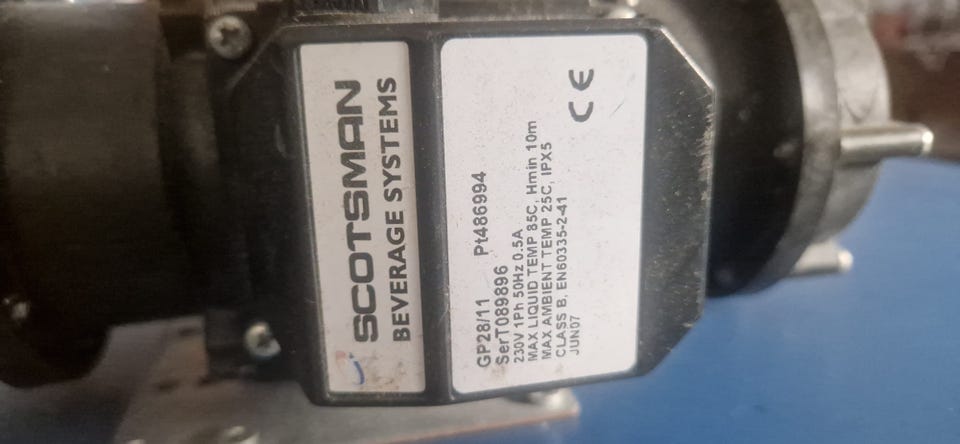 SCOTSMAN
BEVERAGE SYSTEMS
GP28/11 Pt486994
SerT089896
230V 1Ph 50Hz 0.5A
MAX LIQUID TEMP 85C, Hmin 10m
MAX AMBIENT TEMP 25C, IPX5
CLASS B, EN60335-2-41
JUN07
CE